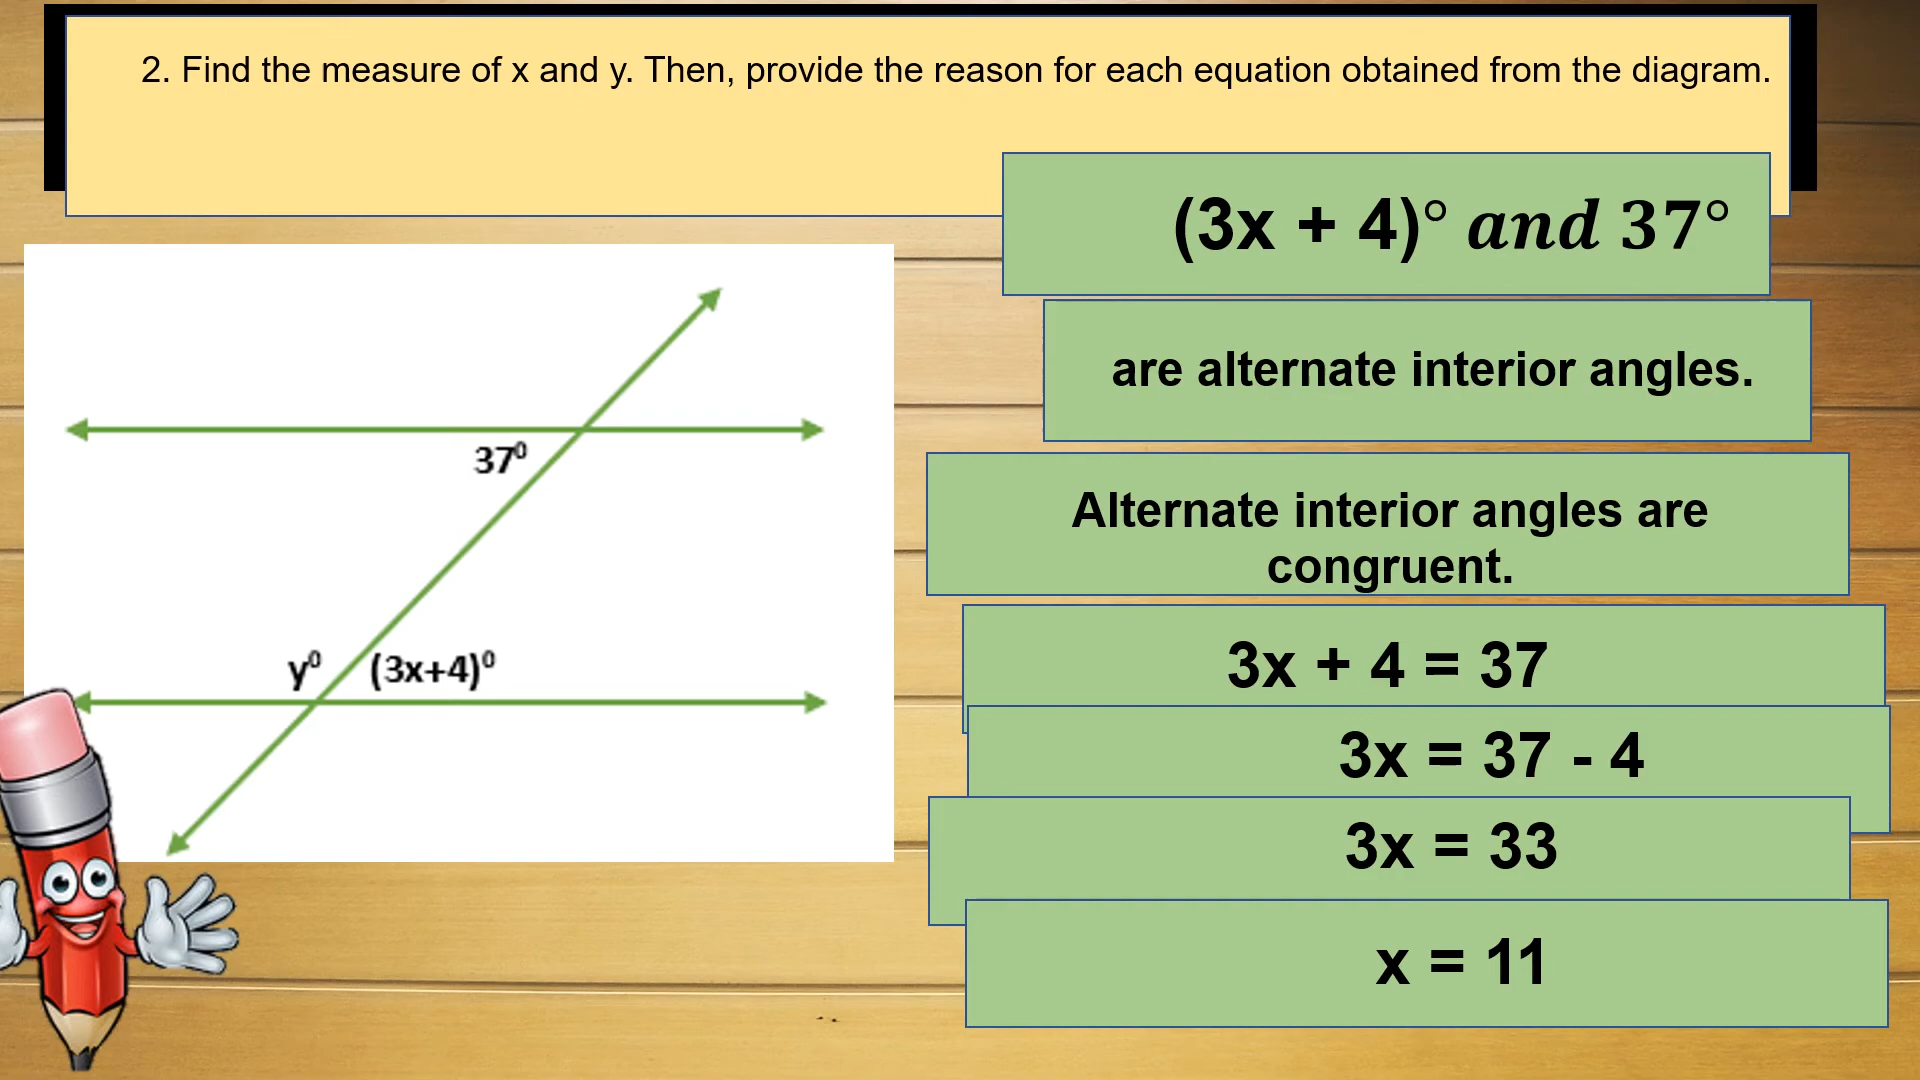 2. Find the measure of x and y. Then, provide the reason for each equation obtained from the diagram.
(3x + 4)° and 37°
are alternate interior angles.
Alternate interior angles are
congruent.
3x + 4 = 37
3x = 37 - 4
3x = 33
x = 11
37⁰
y⁰ (3x+4)⁰